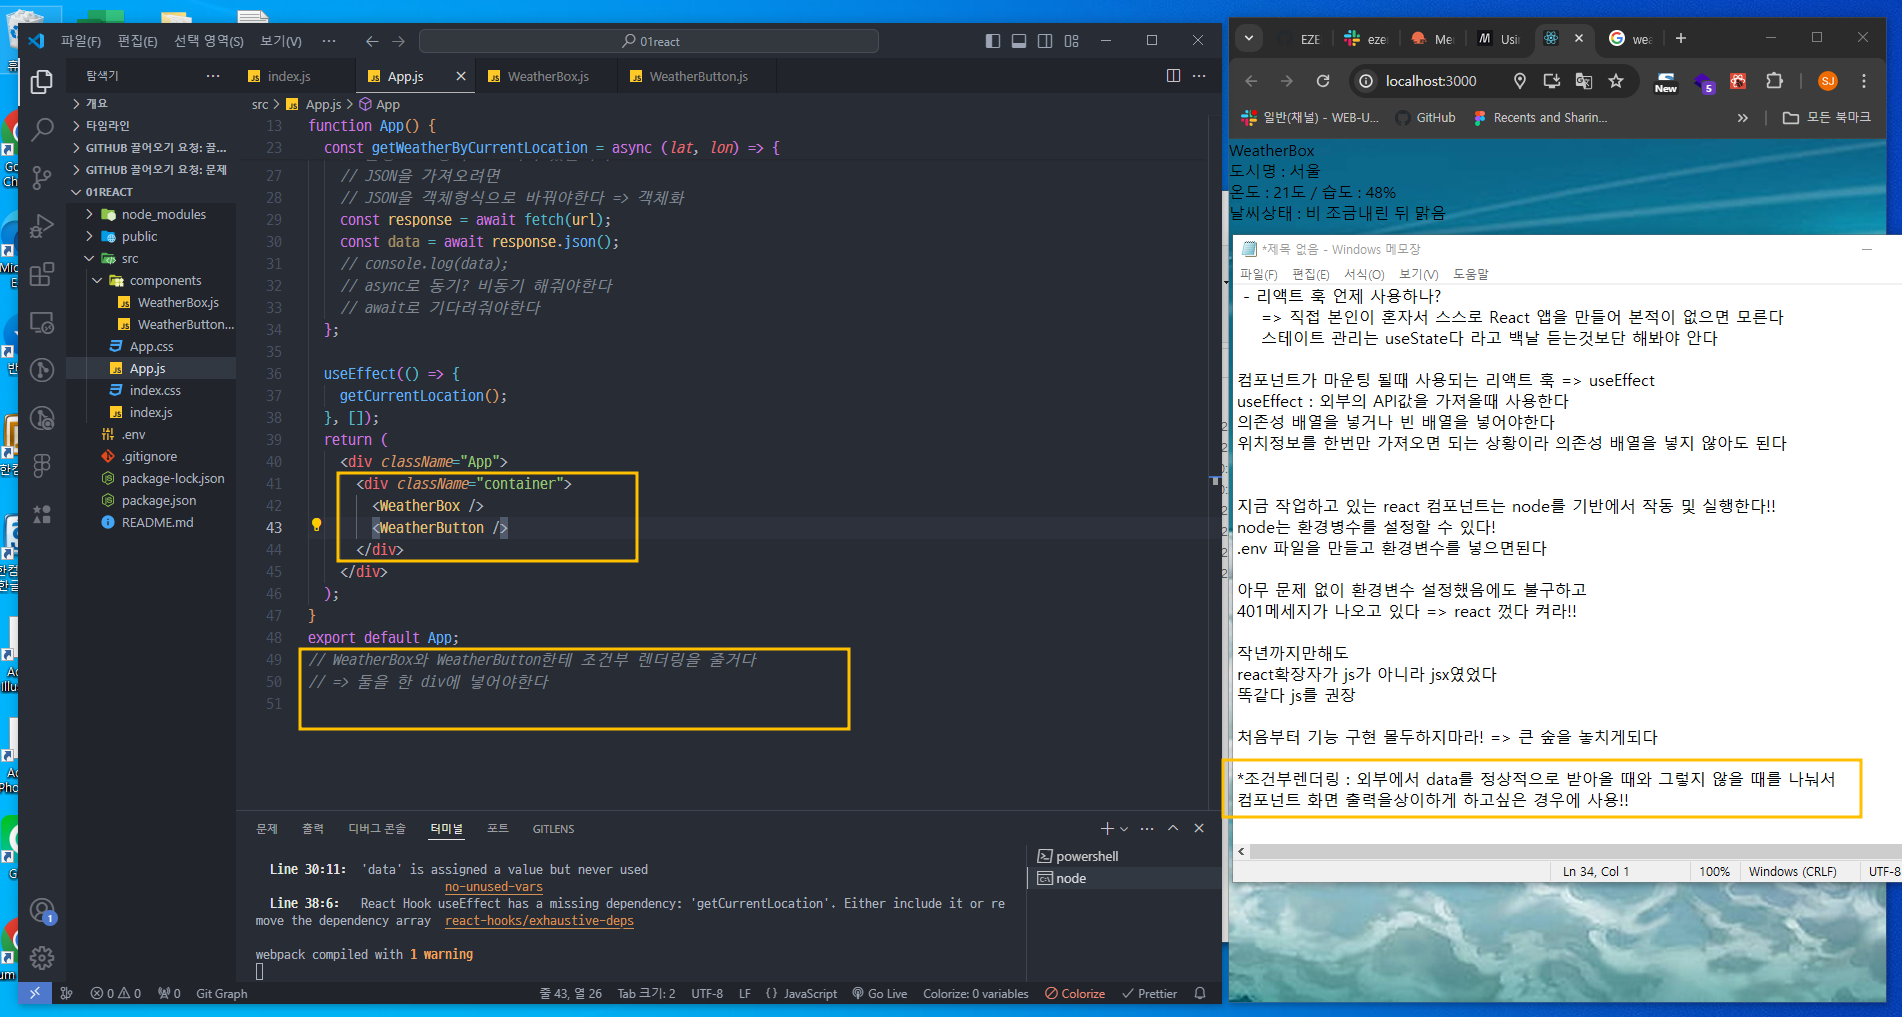 파일(F) 편집(E) 선택 영역(S) 보기(V) ··· 01react
탐색기 ···
index.js App.js WeatherBox.js WeatherButton.js
개요
타임라인
GITHUB 끌어오기 요청: 끌...
GITHUB 끌어오기 요청: 문제
01REACT
node_modules
public
src
components
WeatherBox.js
WeatherButton...
App.css
App.js
index.css
index.js
.env
.gitignore
package-lock.json
package.json
README.md
src > App.js > App
13 function App() {
23 const getWeatherByCurrentLocation = async (lat, lon) => {
27 // JSON을 가져오려면
28 // JSON을 객체형식으로 바꿔야한다 => 객체화
29 const response = await fetch(url);
30 const data = await response.json();
31 // console.log(data);
32 // async로 동기? 비동기 해줘야한다
33 // await로 기다려줘야한다
34 };
35
36 useEffect(() => {
37 getCurrentLocation();
38 }, []);
39 return (
40 <div className="App">
41 <div className="container">
42 <WeatherBox />
43 <WeatherButton />
44 </div>
45 </div>
46 );
47 }
48 export default App;
49 // WeatherBox와 WeatherButton한테 조건부 렌더링을 줄거다
50 // => 둘을 한 div에 넣어야한다
51
문제 출력 디버그 콘솔 터미널 포트 GITLENS
Line 30:11: 'data' is assigned a value but never used
no-unused-vars
Line 38:6: React Hook useEffect has a missing dependency: 'getCurrentLocation'. Either include it or re
move the dependency array react-hooks/exhaustive-deps
webpack compiled with 1 warning
powershell
node
1
0 0 0 Git Graph 줄 43, 열 26 Tab 크기: 2 UTF-8 LF {} JavaScript Go Live Colorize: 0 variables Colorize Prettier
EZE eze Me Usin wea
localhost:3000 New 5 SJ
일반(채널) - WEB-U... GitHub Recents and Sharin... » 모든 북마크
WeatherBox
도시명 : 서울
온도 : 21도 / 습도 : 48%
날씨상태 : 비 조금내린 뒤 맑음
*제목 없음 - Windows 메모장
파일(F) 편집(E) 서식(O) 보기(V) 도움말
- 리액트 훅 언제 사용하나?
=> 직접 본인이 혼자서 스스로 React 앱을 만들어 본적이 없으면 모른다
스테이트 관리는 useState다 라고 백날 듣는것보단 해봐야 안다
컴포넌트가 마운팅 될때 사용되는 리액트 훅 => useEffect
useEffect : 외부의 API값을 가져올때 사용한다
의존성 배열을 넣거나 빈 배열을 넣어야한다
위치정보를 한번만 가져오면 되는 상황이라 의존성 배열을 넣지 않아도 된다
지금 작업하고 있는 react 컴포넌트는 node를 기반에서 작동 및 실행한다!!
node는 환경병수를 설정할 수 있다!
.env 파일을 만들고 환경변수를 넣으면된다
아무 문제 없이 환경변수 설정했음에도 불구하고
401메세지가 나오고 있다 => react 껐다 켜라!!
작년까지만해도
react확장자가 js가 아니라 jsx였었다
똑같다 js를 권장
처음부터 기능 구현 몰두하지마라! => 큰 숲을 놓치게되다
*조건부렌더링 : 외부에서 data를 정상적으로 받아올 때와 그렇지 않을 때를 나눠서
컴포넌트 화면 출력을상이하게 하고싶은 경우에 사용!!
Ln 34, Col 1 100% Windows (CRLF) UTF-8